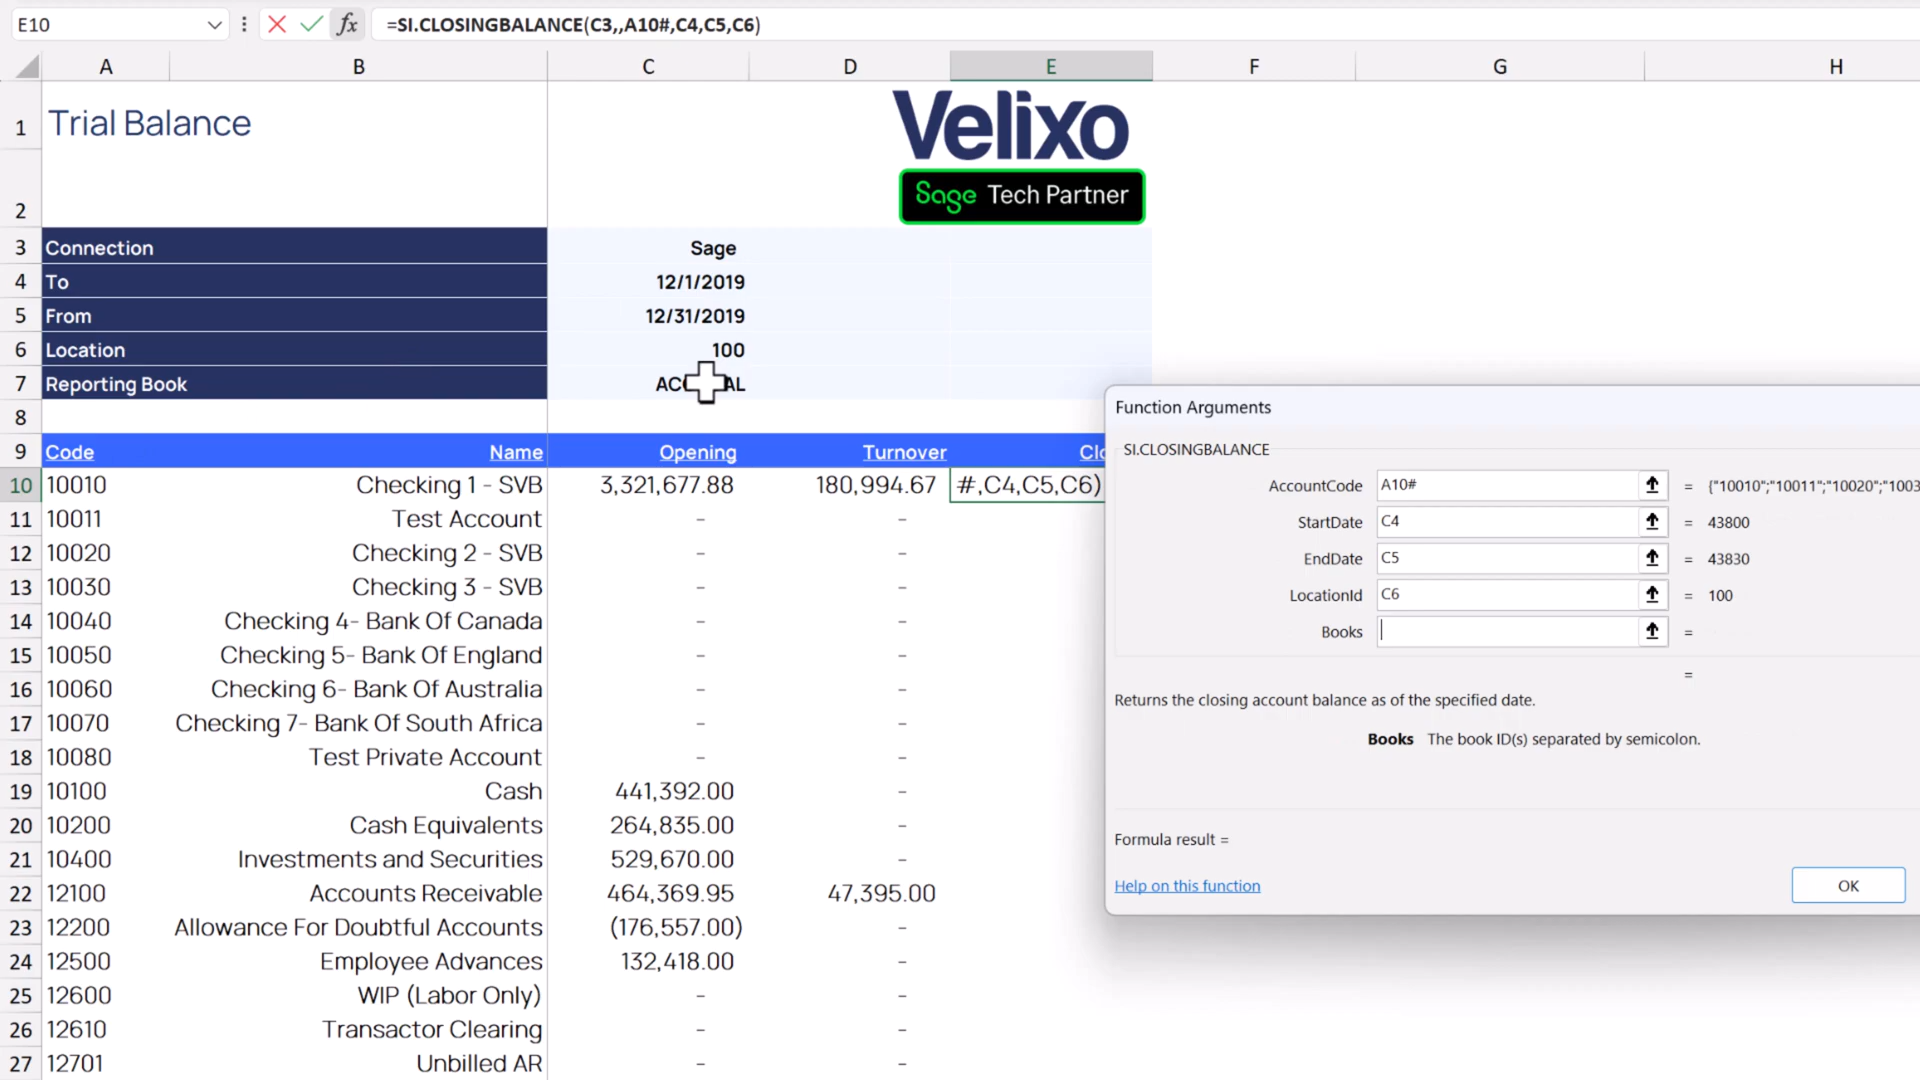 E10
fx
=SI.CLOSINGBALANCE(C3,,A10#,C4,C5,C6)
A B C D E F G H
1 Trial Balance Velixo
2 Sage Tech Partner
3 Connection Sage
4 To 12/1/2019
5 From 12/31/2019
6 Location 100
7 Reporting Book
8
9 Code Name Opening Turnover Clo
10 10010 Checking 1 - SVB 3,321,677.88 180,994.67 #,C4,C5,C6)
11 10011 Test Account - -
12 10020 Checking 2 - SVB - -
13 10030 Checking 3 - SVB - -
14 10040 Checking 4- Bank Of Canada - -
15 10050 Checking 5- Bank Of England - -
16 10060 Checking 6- Bank Of Australia - -
17 10070 Checking 7- Bank Of South Africa - -
18 10080 Test Private Account - -
19 10100 Cash 441,392.00 -
20 10200 Cash Equivalents 264,835.00 -
21 10400 Investments and Securities 529,670.00 -
22 12100 Accounts Receivable 464,369.95 47,395.00
23 12200 Allowance For Doubtful Accounts (176,557.00) -
24 12500 Employee Advances 132,418.00 -
25 12600 WIP (Labor Only) - -
26 12610 Transactor Clearing - -
27 12701 Unbilled AR - -
Function Arguments
SI.CLOSINGBALANCE
AccountCode A10# = {"10010";"10011";"10020";"1003
StartDate C4 = 43800
EndDate C5 = 43830
LocationId C6 = 100
Books =
=
Returns the closing account balance as of the specified date.
Books The book ID(s) separated by semicolon.
Formula result =
Help on this function
OK